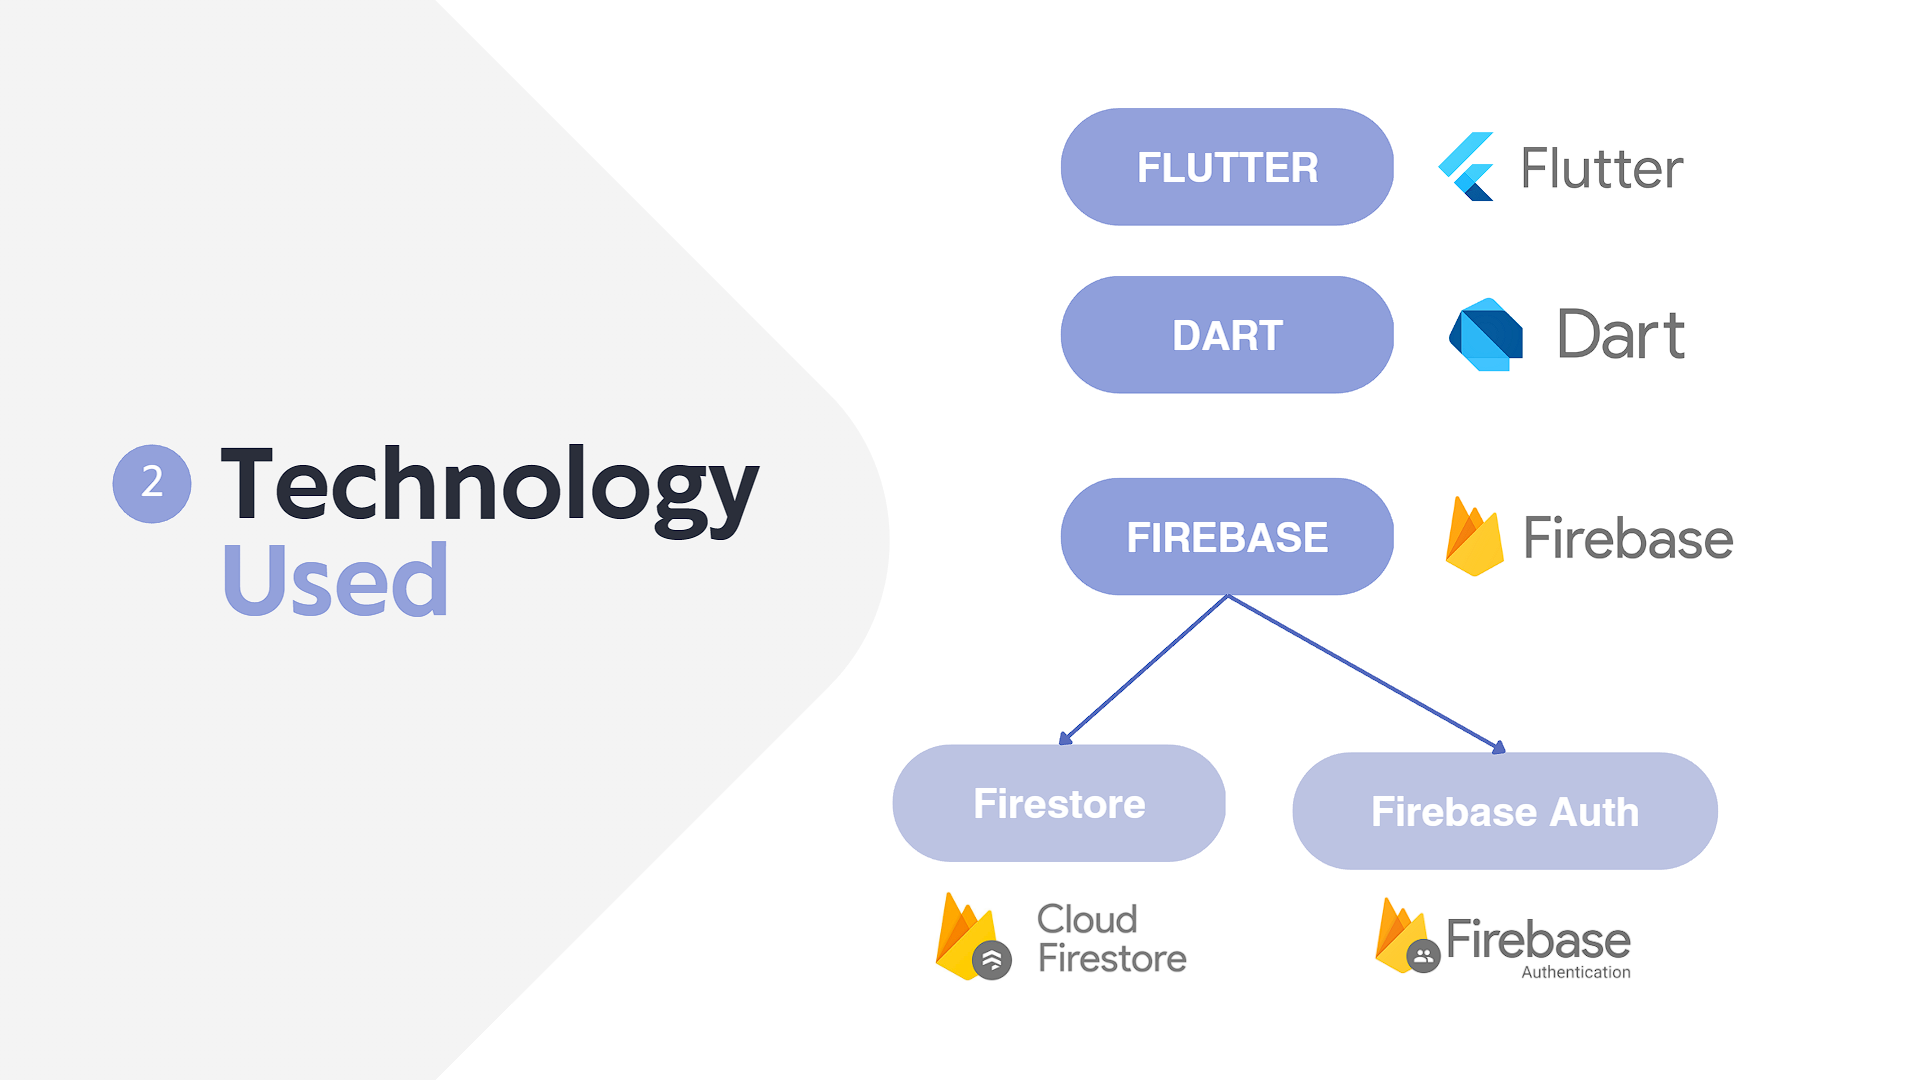 2
Technology
Used
FLUTTER
Flutter
DART
Dart
FIREBASE
Firebase
Firestore
Firebase Auth
Cloud
Firestore
Firebase
Authentication